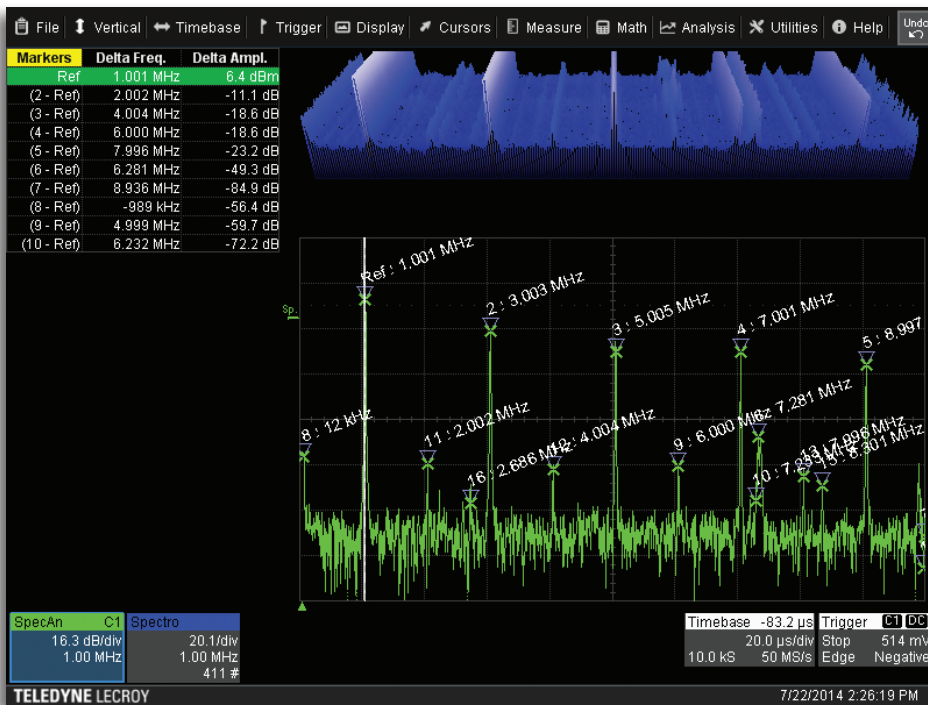 File Vertical Timebase Trigger Display Cursors Measure Math Analysis Utilities Help Undo
Markers Delta Freq. Delta Ampl.
Ref 1.001 MHz 6.4 dBm
(2 - Ref) 2.002 MHz -11.1 dB
(3 - Ref) 4.004 MHz -18.6 dB
(4 - Ref) 6.000 MHz -18.6 dB
(5 - Ref) 7.996 MHz -23.2 dB
(6 - Ref) 6.281 MHz -49.3 dB
(7 - Ref) 8.936 MHz -84.9 dB
(8 - Ref) -989 kHz -56.4 dB
(9 - Ref) 4.999 MHz -59.7 dB
(10 - Ref) 6.232 MHz -72.2 dB
Ref : 1.001 MHz
2 : 3.003 MHz
3 : 5.005 MHz
4 : 7.001 MHz
5 : 8.997
Sp.
8 : 12 kHz
11 : 2.002 MHz
16 : 2.686 MHz
12 : 4.004 MHz
9 : 6.000 MHz
6 : 7.281 MHz
10 : 7.233 MHz
13 : 7.996 MHz
8.301 MHz
SpecAn C1
16.3 dB/div
1.00 MHz
Spectro
20.1/div
1.00 MHz
411 #
Timebase -83.2 µs
20.0 µs/div
10.0 kS 50 MS/s
Trigger C1 DC
Stop 514 mV
Edge Negative
TELEDYNE LECROY
7/22/2014 2:26:19 PM